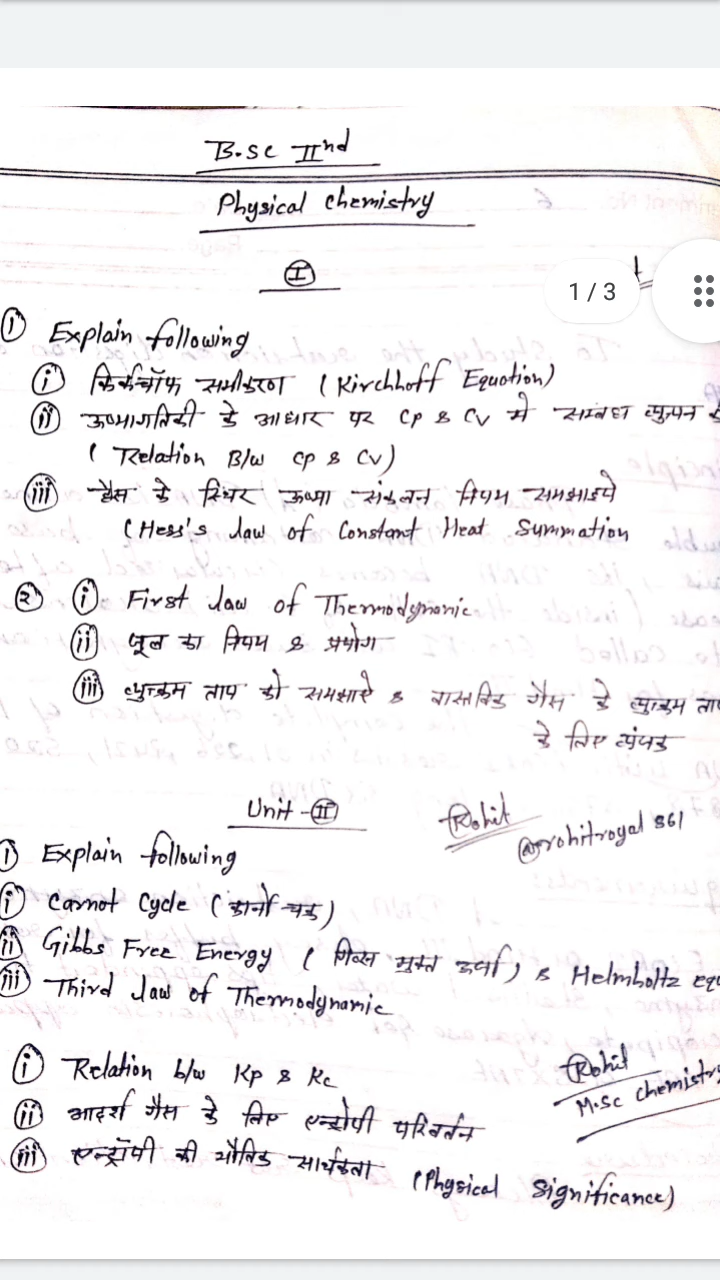 B.sc IInd
Physical chemistry
I
1 / 3
① Explain following
ⓘ किर्कचॉफ समीकरण (Kirchhoff Equation)
ⓘⓘ ऊष्मागतिकी के आधार पर Cp & Cv में सम्बंध व्युत्पन्न
( Relation B/w Cp & Cv)
ⓘⓘⓘ हैस के स्थिर ऊष्मा संकलन नियम समझाइये
(Hess's law of Constant Heat Summation
② ⓘ First law of Thermodynamic
ⓘⓘ जूल का नियम & प्रयोग
ⓘⓘⓘ व्युत्क्रम ताप को समझाये & वास्तविक गैस के व्युत्क्रम ताप
के लिए व्यंजक
Unit - II
Rohit
@rohitroyal861
① Explain following
ⓘ Carnot Cycle (कार्नो चक्र)
ⓘⓘ Gibbs Free Energy ( गिब्स मुक्त ऊर्जा) & Helmholtz equ
ⓘⓘⓘ Third law of Thermodynamic
ⓘ Relation b/w Kp & Kc
ⓘⓘ आदर्श गैस के लिए एन्ट्रोपी परिवर्तन
ⓘⓘⓘ एन्ट्रॉपी की भौतिक सार्थकता (Physical significance)
Rohit
M.sc chemistry